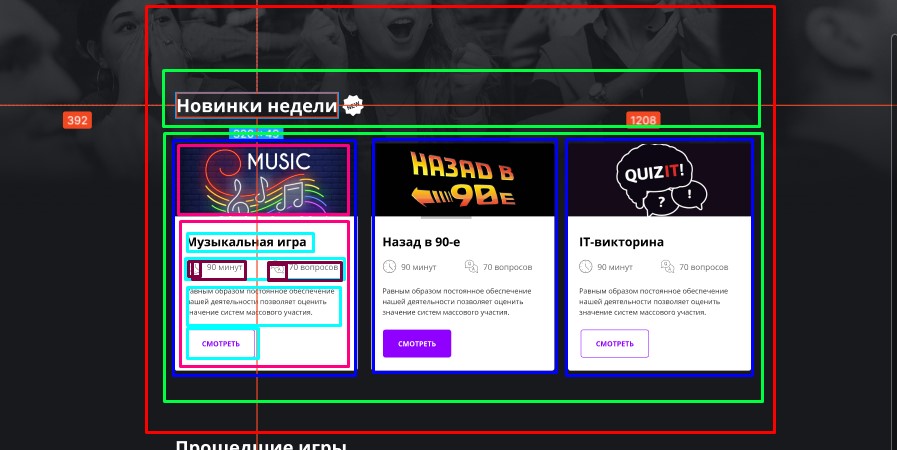 Новинки недели
NEW
392
1208
MUSIC
НАЗАД В
90е
QUIZIT!
?
!
Музыкальная игра
Назад в 90-е
IT-викторина
90 минут
70 вопросов
90 минут
70 вопросов
90 минут
70 вопросов
Равным образом постоянное обеспечение
нашей деятельности позволяет оценить
значение систем массового участия.
Равным образом постоянное обеспечение
нашей деятельности позволяет оценить
значение систем массового участия.
Равным образом постоянное обеспечение
нашей деятельности позволяет оценить
значение систем массового участия.
СМОТРЕТЬ
СМОТРЕТЬ
СМОТРЕТЬ
Прошедшие игры